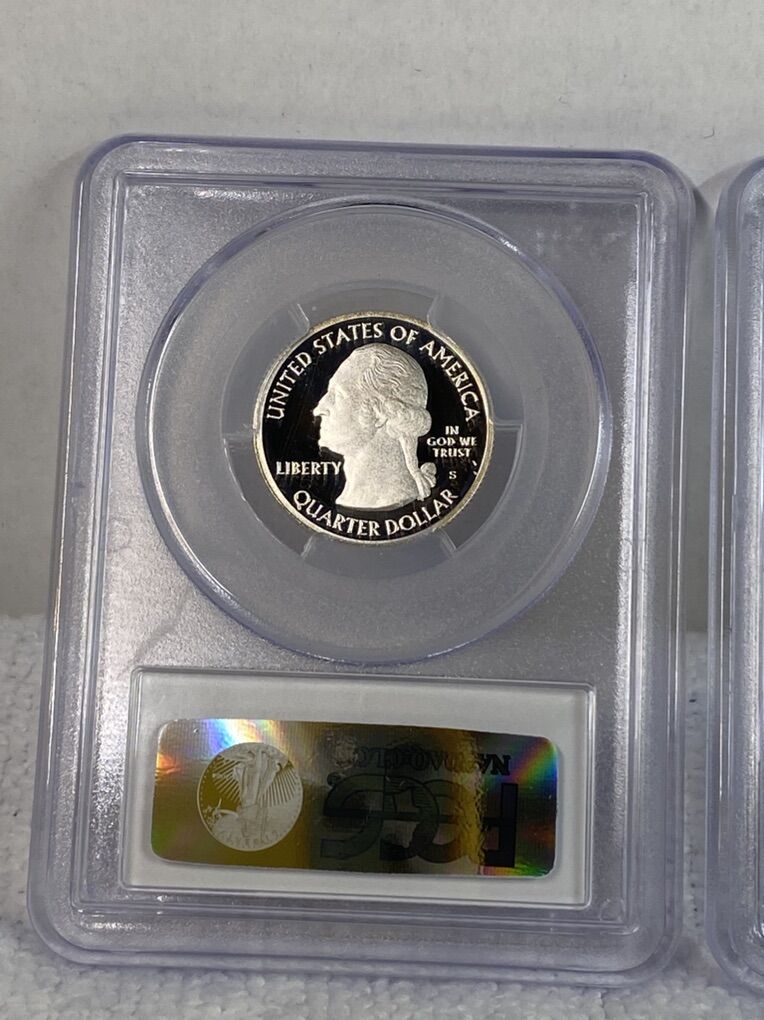 UNITED STATES OF AMERICA
IN
GOD WE
TRUST
LIBERTY
S
QUARTER DOLLAR
PCGS